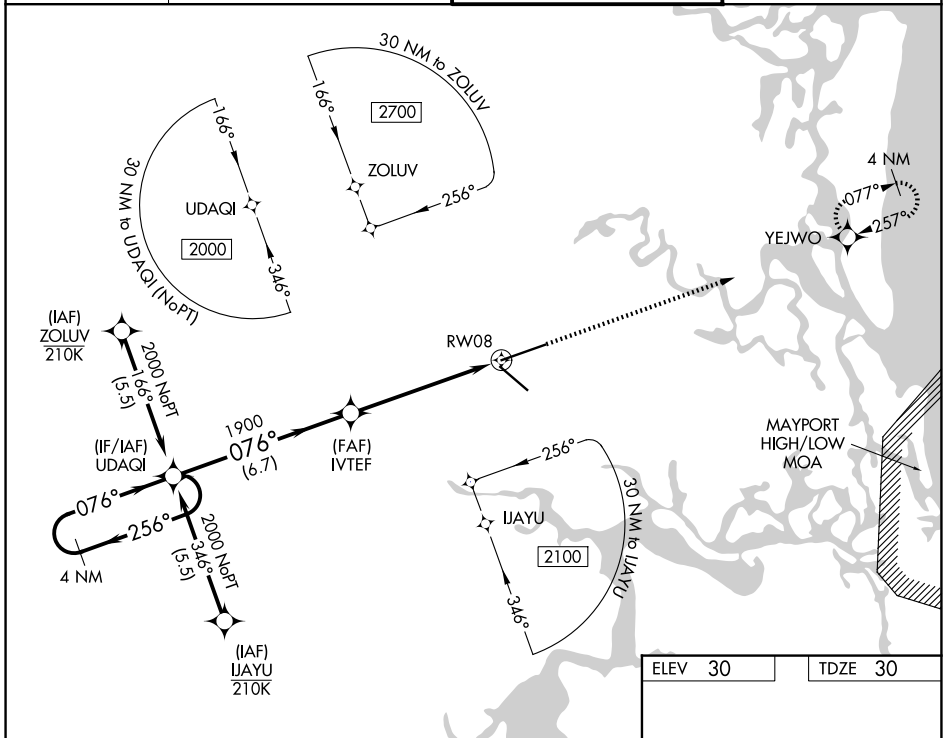 30 NM to ZOLUV
166°
2700
ZOLUV
256°
30 NM to UDAQI (NoPT)
166°
UDAQI
2000
346°
4 NM
077°
257°
YEJWO
(IAF)
ZOLUV
210K
2000 NoPT
166°
(5.5)
RW08
1900
076°
(6.7)
(IF/IAF)
UDAQI
(FAF)
IVTEF
MAYPORT
HIGH/LOW
MOA
076°
256°
4 NM
2000 NoPT
346°
(5.5)
256°
IJAYU
30 NM to IJAYU
2100
346°
(IAF)
IJAYU
210K
ELEV 30
TDZE 30